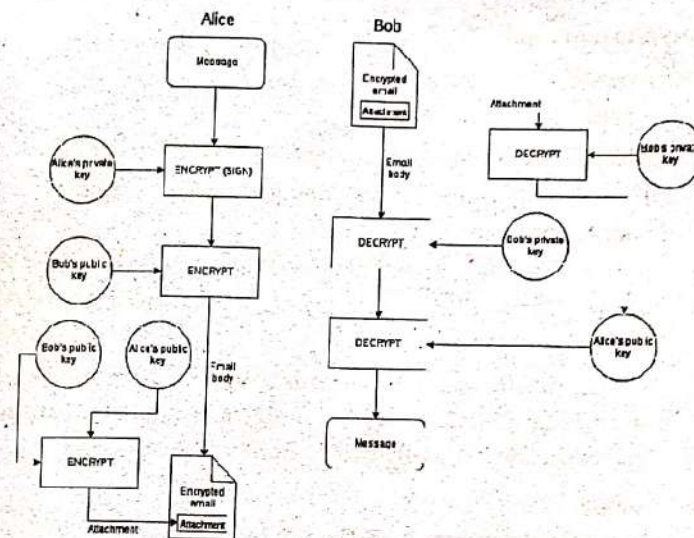 Alice
Message
Alice's private
key
ENCRYPT (SIGN)
Bob's public
key
ENCRYPT
Bob's public
key
Alice's public
key
Email
body
ENCRYPT
Encrypted
email
Attachment
Attachment
Bob
Encrypted
email
Attachment
Email
body
Attachment
DECRYPT
Bob's private
key
DECRYPT
Bob's private
key
DECRYPT
Alice's public
key
Message